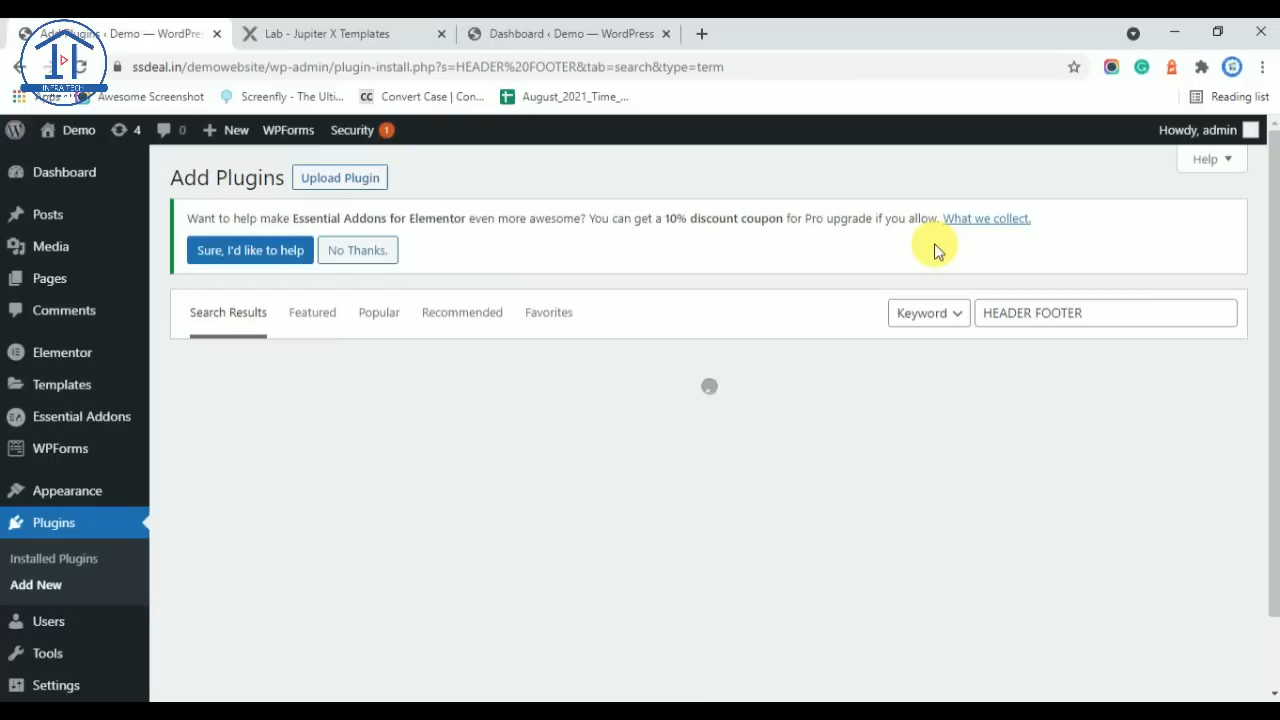 Add Plugins ‹ Demo — WordPre
Lab - Jupiter X Templates
Dashboard ‹ Demo — WordPress
ssdeal.in/demowebsite/wp-admin/plugin-install.php?s=HEADER%20FOOTER&tab=search&type=term
INFRA TECH
Apps
Awesome Screenshot
Screenfly - The Ulti...
CC
Convert Case | Con...
August_2021_Time_...
Reading list
Demo
4
0
New
WPForms
Security
1
Howdy, admin
Dashboard
Posts
Media
Pages
Comments
Elementor
Templates
Essential Addons
WPForms
Appearance
Plugins
Installed Plugins
Add New
Users
Tools
Settings
Help
Add Plugins
Upload Plugin
Want to help make Essential Addons for Elementor even more awesome? You can get a 10% discount coupon for Pro upgrade if you allow. What we collect.
Sure, I'd like to help
No Thanks.
Search Results
Featured
Popular
Recommended
Favorites
Keyword
HEADER FOOTER